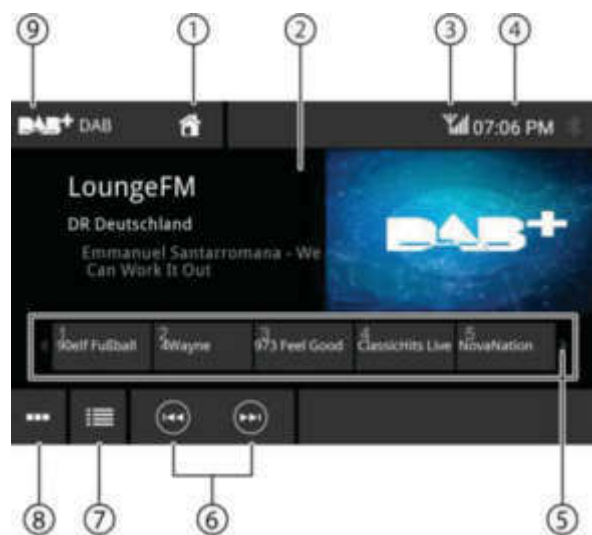 ⑨ ① ② ③ ④
DAB+ DAB 07:06 PM
LoungeFM
DR Deutschland
Emmanuel Santarromana - We
Can Work It Out
DAB+
1 2 3 4 5
90elf Fußball 4Wayne 973 Feel Good ClassicHits Live NovaNation
⑧ ⑦ ⑥ ⑤